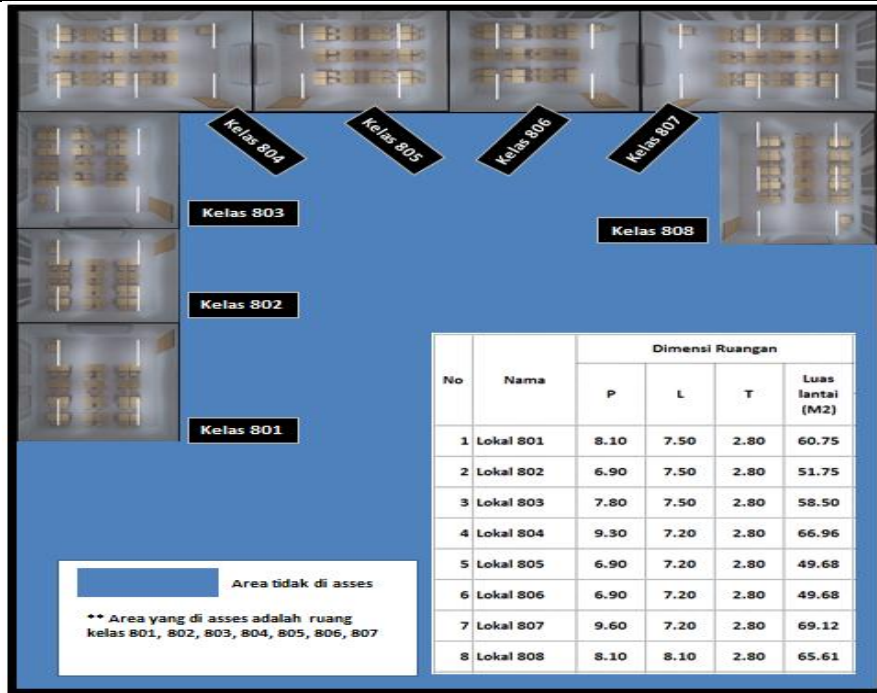 Kelas 804
Kelas 805
Kelas 806
Kelas 807
Kelas 803
Kelas 808
Kelas 802
Kelas 801
No Nama Dimensi Ruangan
P L T Luas lantai (M2)
1 Lokal 801 8.10 7.50 2.80 60.75
2 Lokal 802 6.90 7.50 2.80 51.75
3 Lokal 803 7.80 7.50 2.80 58.50
4 Lokal 804 9.30 7.20 2.80 66.96
5 Lokal 805 6.90 7.20 2.80 49.68
6 Lokal 806 6.90 7.20 2.80 49.68
7 Lokal 807 9.60 7.20 2.80 69.12
8 Lokal 808 8.10 8.10 2.80 65.61
Area tidak di asses
** Area yang di asses adalah ruang
kelas 801, 802, 803, 804, 805, 806, 807